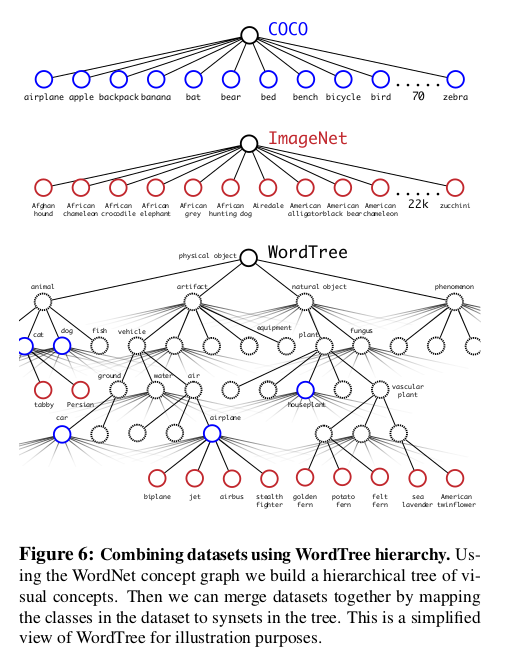 COCO
airplane apple backpack banana bat bear bed bench bicycle bird 70 zebra
ImageNet
Afghan hound
African chameleon
African crocodile
African elephant
African grey
African hunting dog
Airedale
American alligator
American black bear
American chameleon
22k
zucchini
WordTree
physical object
animal
artifact
natural object
phenomenon
cat
dog
fish
vehicle
equipment
plant
fungus
tabby
Persian
ground
water
air
houseplant
vascular
plant
car
airplane
biplane
jet
airbus
stealth
fighter
golden
fern
potato
fern
felt
fern
sea
lavender
American
twinflower
Figure 6: Combining datasets using WordTree hierarchy. Us-
ing the WordNet concept graph we build a hierarchical tree of vi-
sual concepts. Then we can merge datasets together by mapping
the classes in the dataset to synsets in the tree. This is a simplified
view of WordTree for illustration purposes.